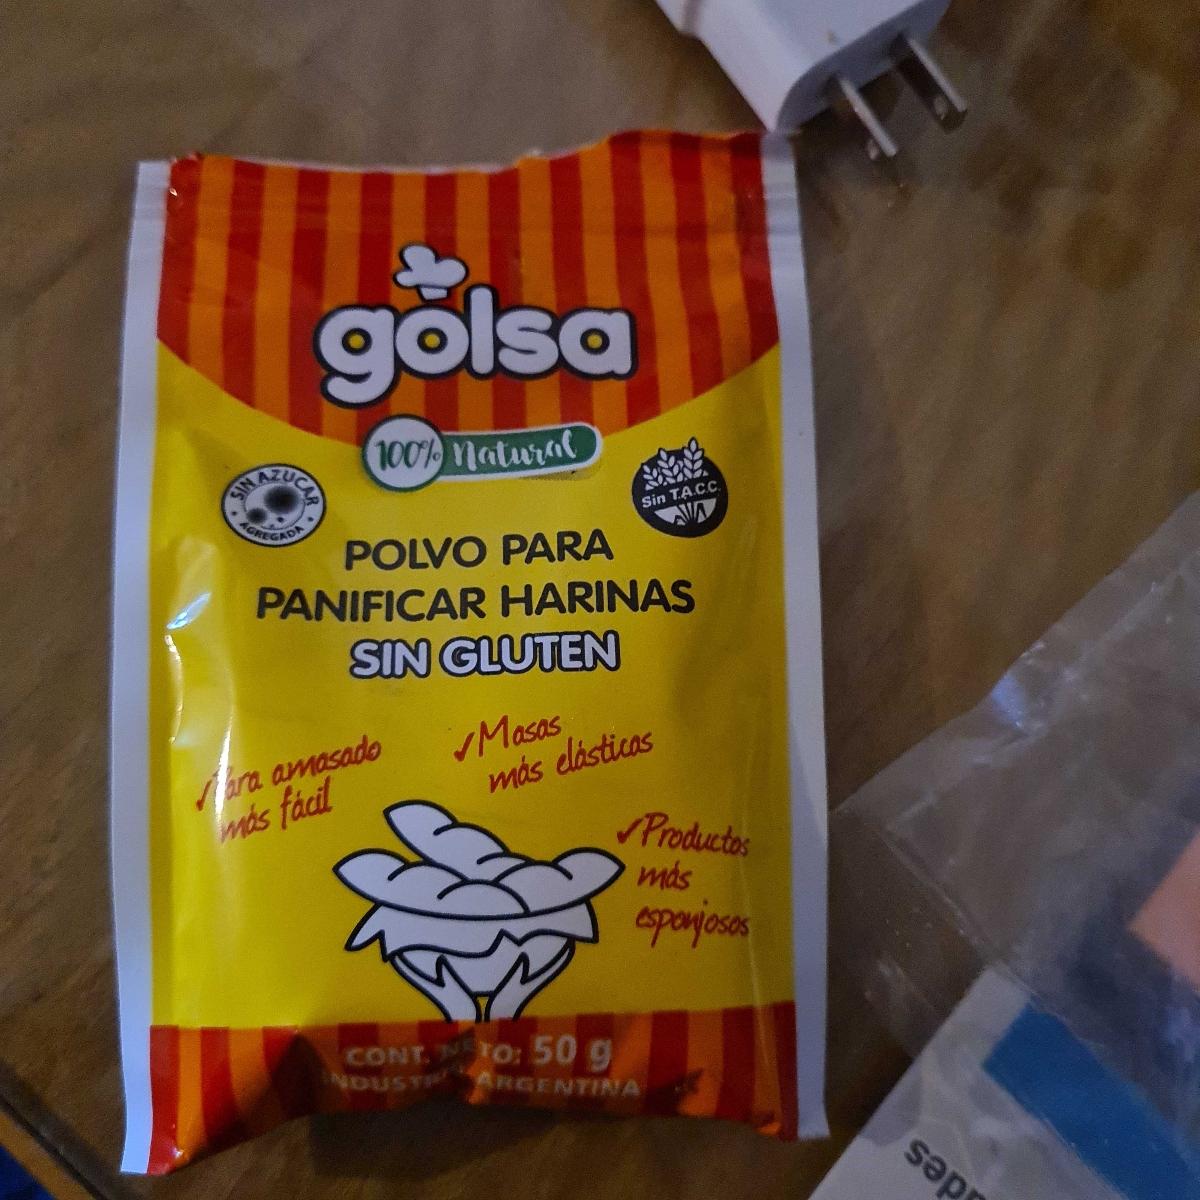 golsa
100% Natural
SIN AZUCAR
AGREGADA
Sin T.A.C.C.
POLVO PARA
PANIFICAR HARINAS
SIN GLUTEN
✓Para amasado
más fácil
✓Masas
más elásticas
✓Productos
más
esponjosos
CONT. NETO: 50 g
INDUSTRIA ARGENTINA